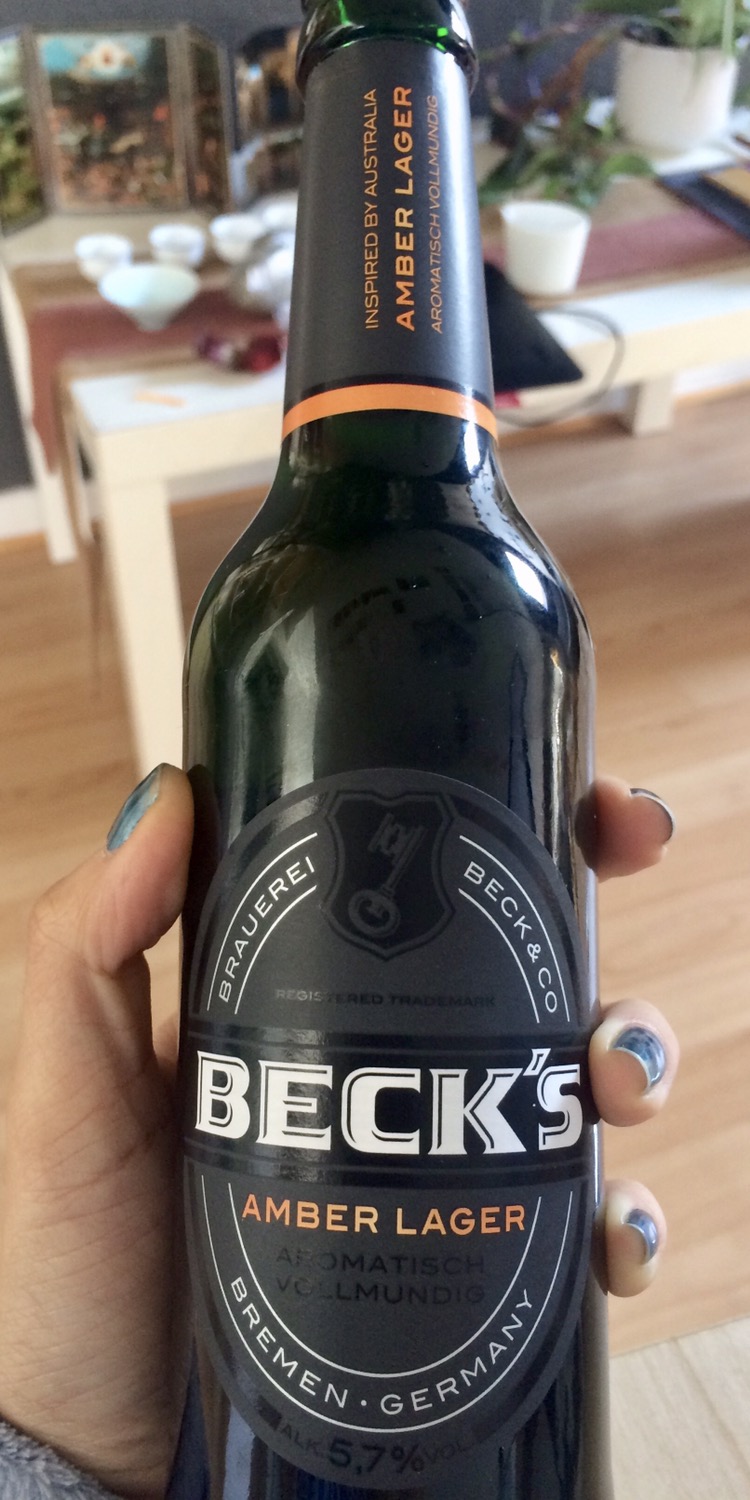 INSPIRED BY AUSTRALIA
AMBER LAGER
AROMATISCH VOLLMUNDIG
BRAUEREI BECK & CO
REGISTERED TRADEMARK
BECK'S
AMBER LAGER
AROMATISCH
VOLLMUNDIG
BREMEN · GERMANY
ALK. 5,7% VOL